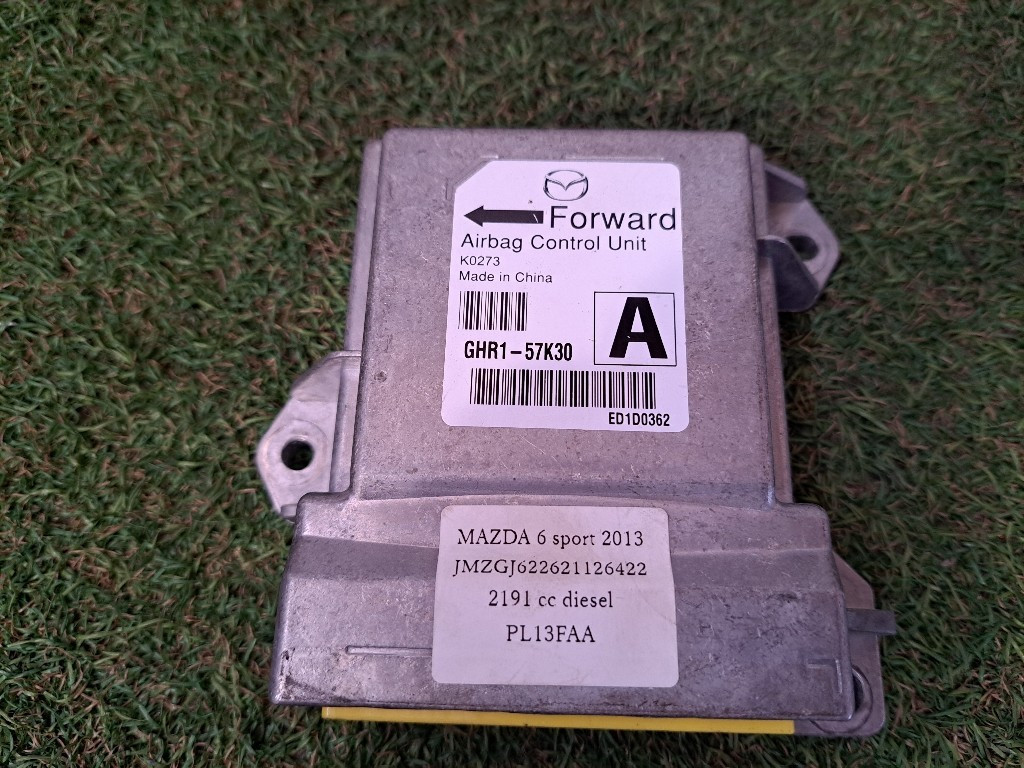 Forward
Airbag Control Unit
K0273
Made in China
A
GHR1-57K30
ED1D0362
MAZDA 6 sport 2013
JMZGJ622621126422
2191 cc diesel
PL13FAA